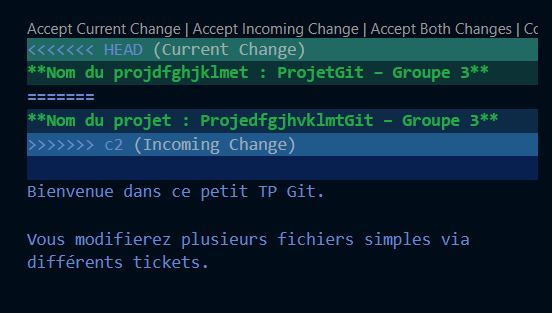 Accept Current Change | Accept Incoming Change | Accept Both Changes | Co
<<<<<<< HEAD (Current Change)
**Nom du projdfghjklmet : ProjetGit – Groupe 3**
=======
**Nom du projet : ProjedfgjhvklmtGit – Groupe 3**
>>>>>>> c2 (Incoming Change)
Bienvenue dans ce petit TP Git.
Vous modifierez plusieurs fichiers simples via
différents tickets.